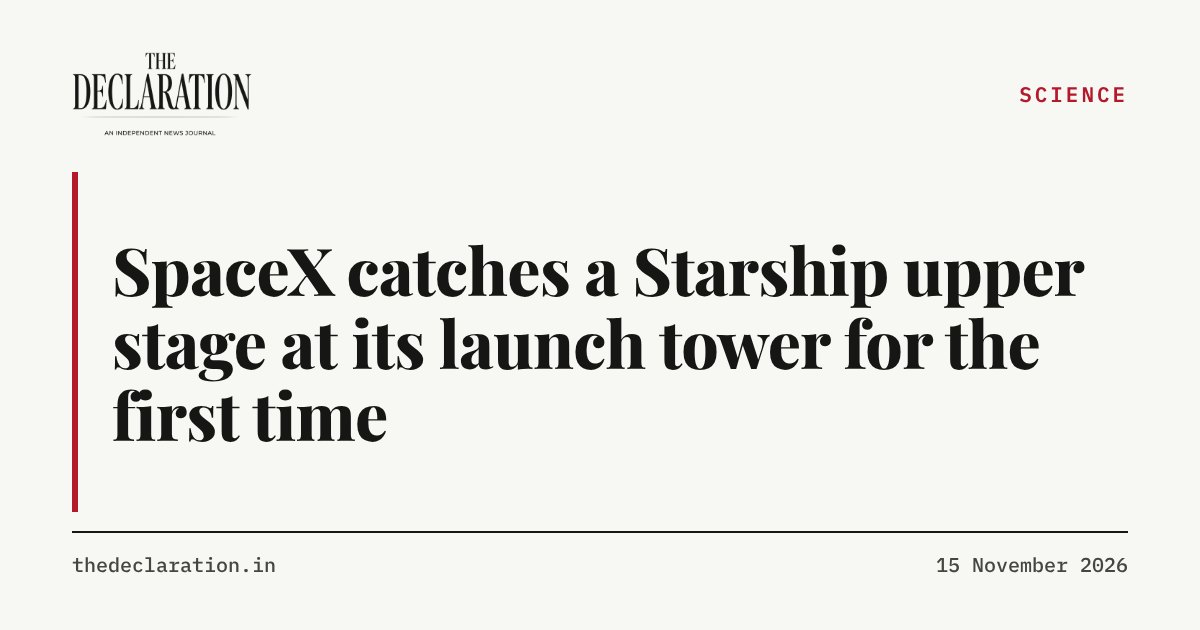 THE
DECLARATION
AN INDEPENDENT NEWS JOURNAL
SCIENCE
SpaceX catches a Starship upper
stage at its launch tower for the
first time
thedeclaration.in
15 November 2026